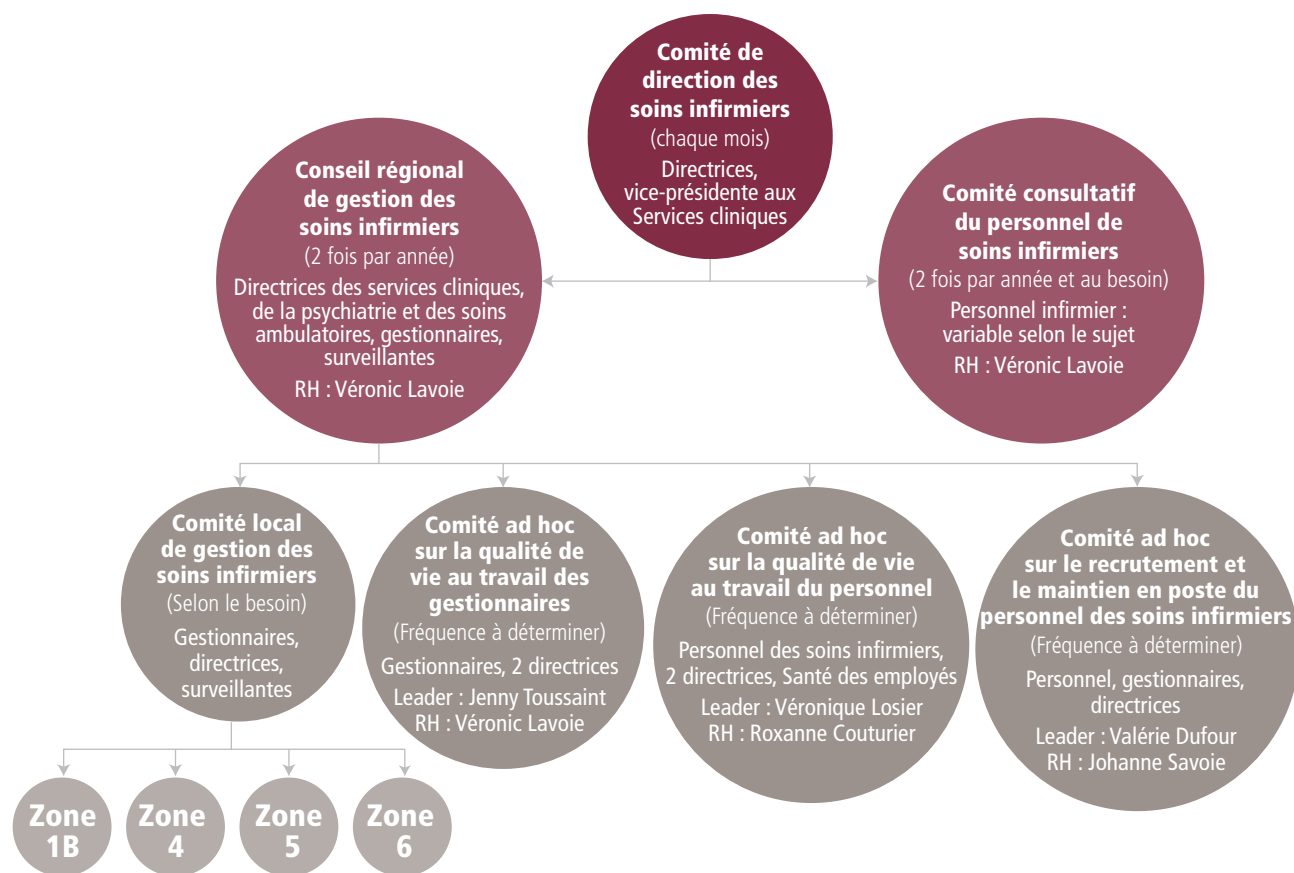 Comité de
direction des
soins infirmiers
(chaque mois)
Directrices,
vice-présidente aux
Services cliniques
Conseil régional
de gestion des
soins infirmiers
(2 fois par année)
Directrices des services cliniques,
de la psychiatrie et des soins
ambulatoires, gestionnaires,
surveillantes
RH : Véronic Lavoie
Comité consultatif
du personnel de
soins infirmiers
(2 fois par année et au besoin)
Personnel infirmier :
variable selon le sujet
RH : Véronic Lavoie
Comité local
de gestion des
soins infirmiers
(Selon le besoin)
Gestionnaires,
directrices,
surveillantes
Comité ad hoc
sur la qualité de
vie au travail des
gestionnaires
(Fréquence à déterminer)
Gestionnaires, 2 directrices
Leader : Jenny Toussaint
RH : Véronic Lavoie
Comité ad hoc
sur la qualité de vie
au travail du personnel
(Fréquence à déterminer)
Personnel des soins infirmiers,
2 directrices, Santé des employés
Leader : Véronique Losier
RH : Roxanne Couturier
Comité ad hoc
sur le recrutement et
le maintien en poste du
personnel des soins infirmiers
(Fréquence à déterminer)
Personnel, gestionnaires,
directrices
Leader : Valérie Dufour
RH : Johanne Savoie
Zone
1B
Zone
4
Zone
5
Zone
6